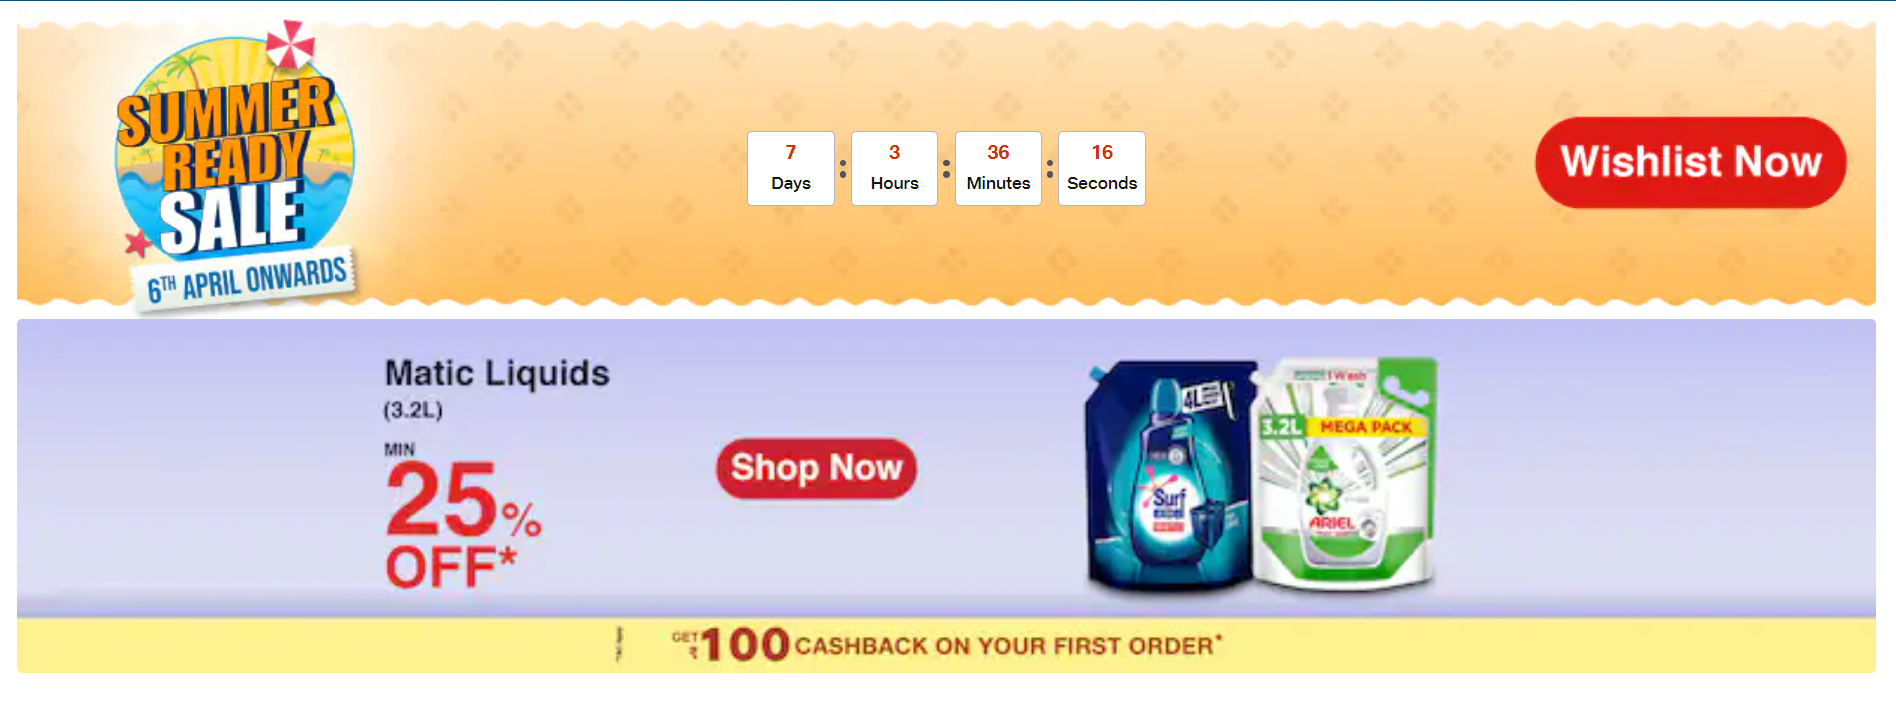 SUMMER
READY
SALE
6TH APRIL ONWARDS
7 : 3 : 36 : 16
Days Hours Minutes Seconds
Wishlist Now
Matic Liquids
(3.2L)
MIN
25%
OFF*
Shop Now
4L
Surf
excel
Wash
3.2L MEGA PACK
ARIEL
GET ₹100 CASHBACK ON YOUR FIRST ORDER*